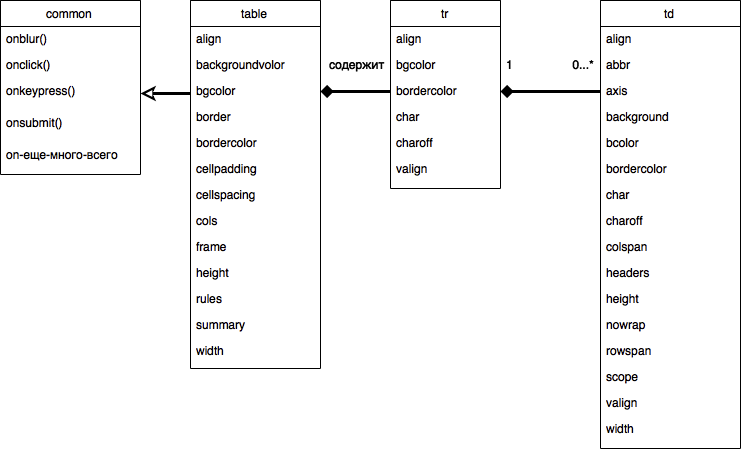 common
onblur()
onclick()
onkeypress()
onsubmit()
on-еще-много-всего
table
align
backgroundvolor
bgcolor
border
bordercolor
cellpadding
cellspacing
cols
frame
height
rules
summary
width
содержит
tr
align
bgcolor
bordercolor
char
charoff
valign
1
0...*
td
align
abbr
axis
background
bcolor
bordercolor
char
charoff
colspan
headers
height
nowrap
rowspan
scope
valign
width